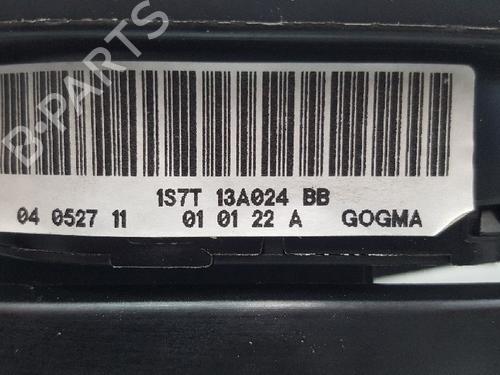 B-PARTS
1S7T 13A024 BB
04 0527 11 01 01 22 A GOGMA